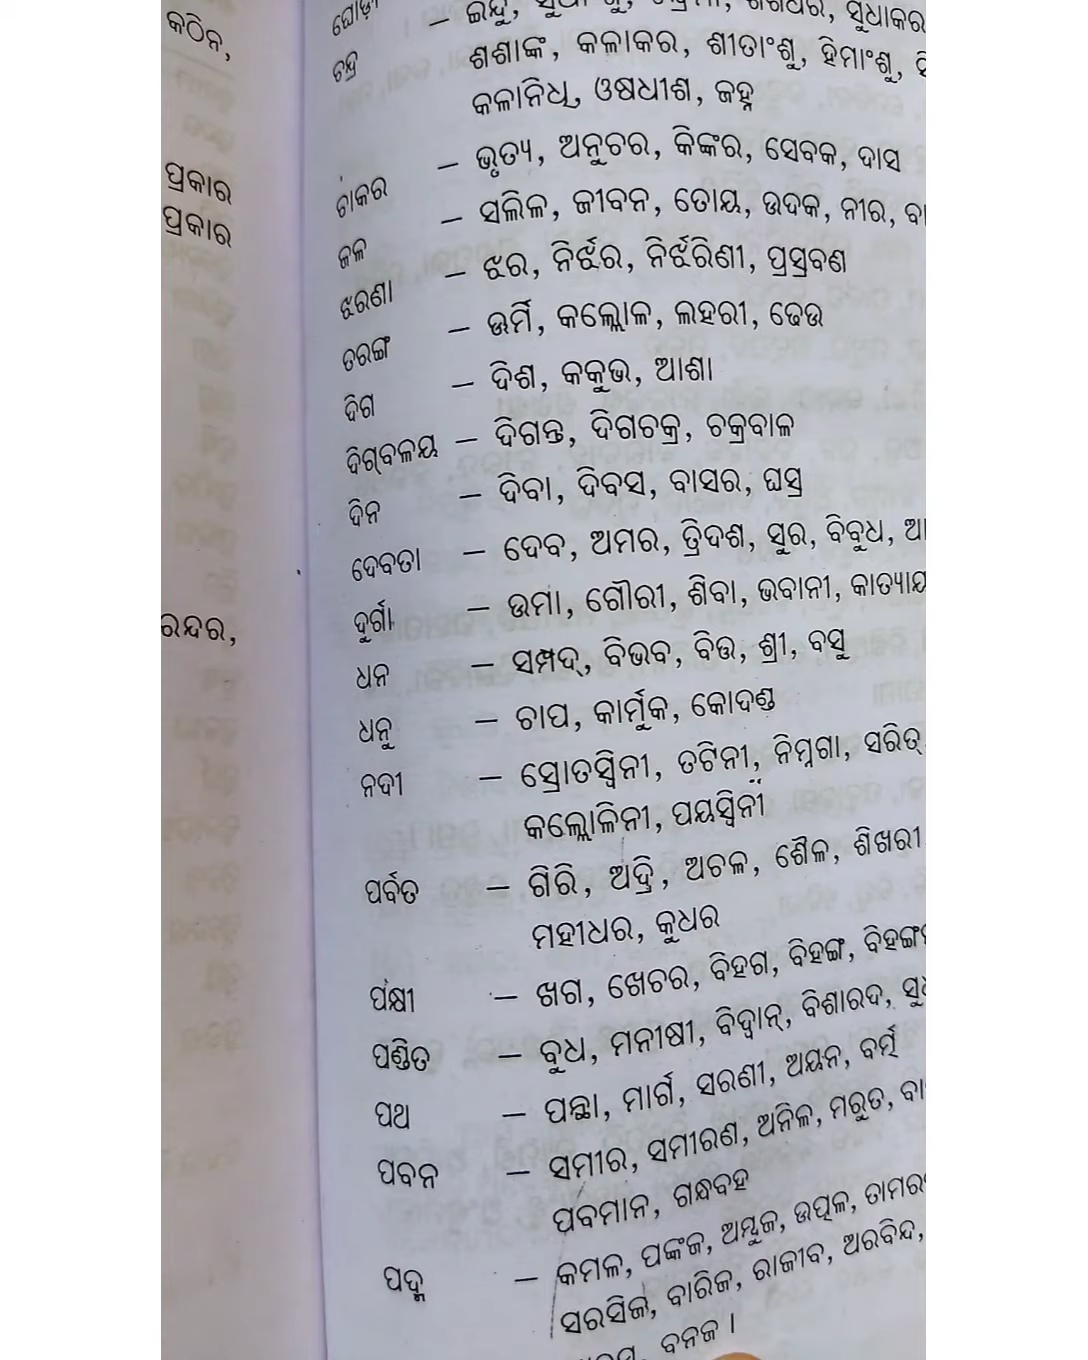 କଠିନ,
ପ୍ରକାର
ପ୍ରକାର
ଘୋଡ଼ା
ଚନ୍ଦ୍ର – ଇନ୍ଦୁ, ସୁଧାକର
ଶଶାଙ୍କ, କଳାକର, ଶୀତାଂଶୁ, ହିମାଂଶୁ,
କଳାନିଧି, ଓଷଧୀଶ, ଜହ୍ନ
ଚାକର – ଭୃତ୍ୟ, ଅନୁଚର, କିଙ୍କର, ସେବକ, ଦାସ
ଜଳ – ସଲିଳ, ଜୀବନ, ତୋୟ, ଉଦକ, ନୀର,
ଝରଣା – ଝର, ନିର୍ଝର, ନିର୍ଝରିଣୀ, ପ୍ରସ୍ରବଣ
ତରଙ୍ଗ – ଊର୍ମି, କଲ୍ଲୋଳ, ଲହରୀ, ଢେଉ
ଦିଗ – ଦିଶ, କକୁଭ, ଆଶା
ଦିଗ୍‌ବଳୟ – ଦିଗନ୍ତ, ଦିଗଚକ୍ର, ଚକ୍ରବାଳ
ଦିନ – ଦିବା, ଦିବସ, ବାସର, ଘସ୍ର
ଦେବତା – ଦେବ, ଅମର, ତ୍ରିଦଶ, ସୁର, ବିବୁଧ,
ଦୁର୍ଗା – ଉମା, ଗୌରୀ, ଶିବା, ଭବାନୀ,
ଧନ – ସମ୍ପଦ୍, ବିଭବ, ବିତ୍ତ, ଶ୍ରୀ, ବସୁ
ଧନୁ – ଚାପ, କାର୍ମୁକ, କୋଦଣ୍ଡ
ନଦୀ – ସ୍ରୋତସ୍ୱିନୀ, ତଟିନୀ, ନିମ୍ନଗା, ସରିତ୍
କଲ୍ଲୋଳିନୀ, ପୟସ୍ୱିନୀ
ପର୍ବତ – ଗିରି, ଅଦ୍ରି, ଅଚଳ, ଶୈଳ, ଶିଖରୀ
ମହୀଧର, କୁଧର
ପକ୍ଷୀ – ଖଗ, ଖେଚର, ବିହଗ, ବିହଙ୍ଗ,
ପଣ୍ଡିତ – ବୁଧ, ମନୀଷୀ, ବିଦ୍ୱାନ୍, ବିଶାରଦ,
ପଥ – ପନ୍ଥା, ମାର୍ଗ, ସରଣୀ, ଅୟନ, ବର୍ତ୍ମ
ପବନ – ସମୀର, ସମୀରଣ, ଅନିଳ, ମରୁତ,
ପବମାନ, ଗନ୍ଧବହ
ପଦ୍ମ – କମଳ, ପଙ୍କଜ, ଅମ୍ବୁଜ, ଉତ୍ପଳ,
ସରସିଜ, ବାରିଜ, ରାଜୀବ, ଅରବିନ୍ଦ,
ବନଜ ।